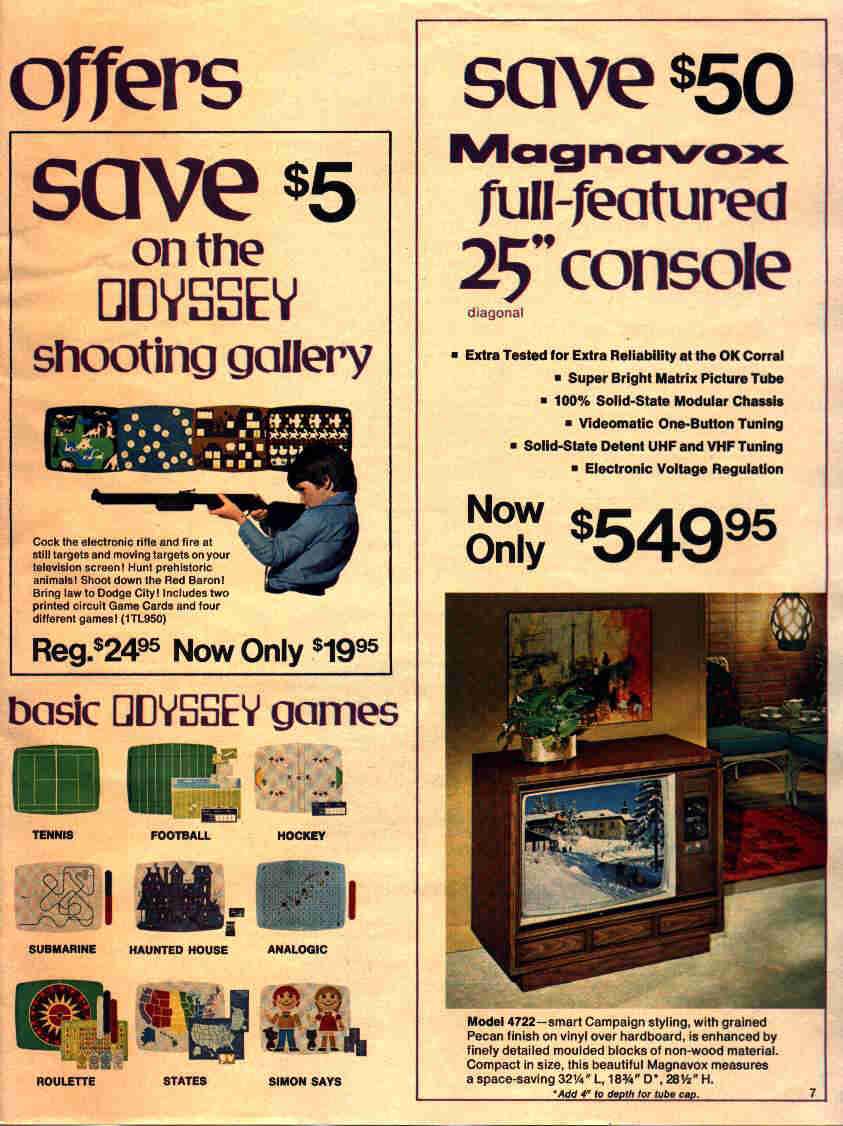 offers
save $5
on the
ODYSSEY
shooting gallery
Cock the electronic rifle and fire at
still targets and moving targets on your
television screen! Hunt prehistoric
animals! Shoot down the Red Baron!
Bring law to Dodge City! Includes two
printed circuit Game Cards and four
different games! (1TL950)
Reg.$2495 Now Only $1995
basic ODYSSEY games
TENNIS
FOOTBALL
HOCKEY
SUBMARINE
HAUNTED HOUSE
ANALOGIC
ROULETTE
STATES
SIMON SAYS
save $50
Magnavox
full-featured
25” console
diagonal
▪ Extra Tested for Extra Reliability at the OK Corral
▪ Super Bright Matrix Picture Tube
▪ 100% Solid-State Modular Chassis
▪ Videomatic One-Button Tuning
▪ Solid-State Detent UHF and VHF Tuning
▪ Electronic Voltage Regulation
Now
Only $54995
Model 4722—smart Campaign styling, with grained
Pecan finish on vinyl over hardboard, is enhanced by
finely detailed moulded blocks of non-wood material.
Compact in size, this beautiful Magnavox measures
a space-saving 32¼" L, 18¾" D*, 28½" H.
*Add 4" to depth for tube cap.
7